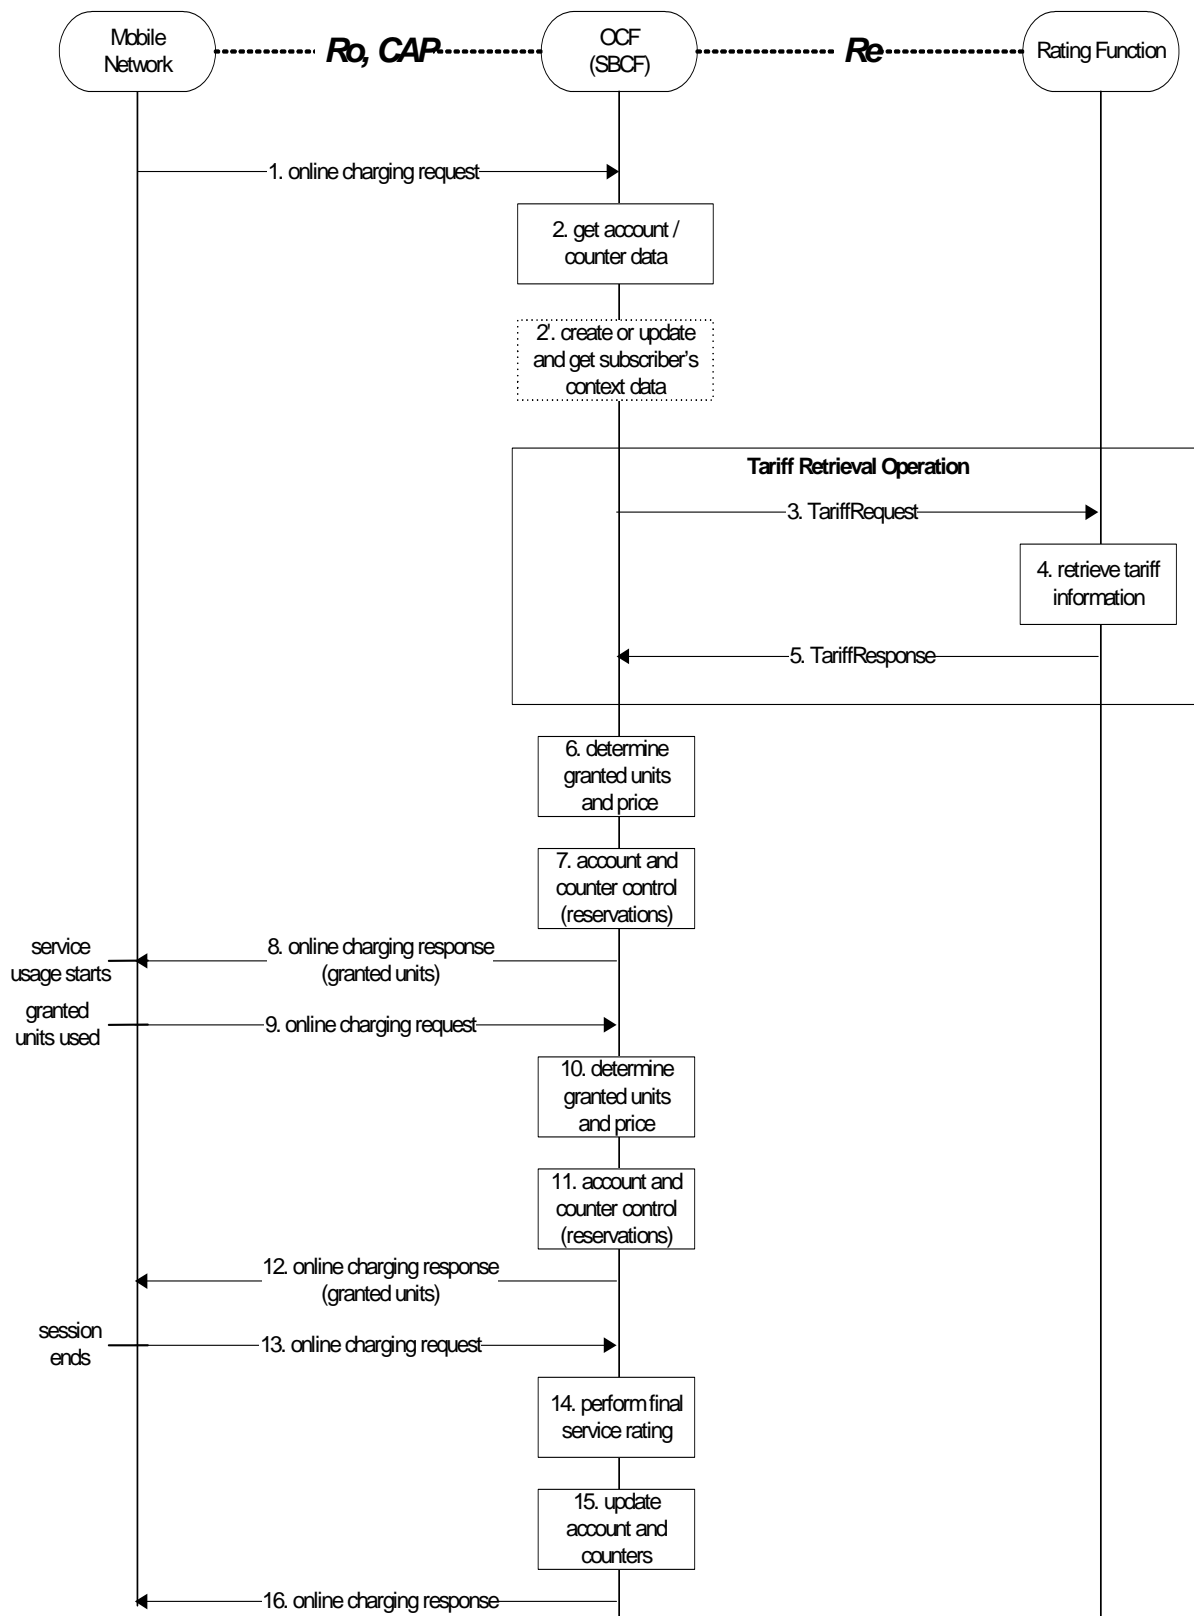 Mobile
Network
Ro, CAP
OCF
(SBCF)
Re
Rating Function
1. online charging request
2. get account /
counter data
2'. create or update
and get subscriber's
context data
Tariff Retrieval Operation
3. TariffRequest
4. retrieve tariff
information
5. TariffResponse
6. determine
granted units
and price
7. account and
counter control
(reservations)
service
usage starts
8. online charging response
(granted units)
granted
units used
9. online charging request
10. determine
granted units
and price
11. account and
counter control
(reservations)
12. online charging response
(granted units)
session
ends
13. online charging request
14. perform final
service rating
15. update
account and
counters
16. online charging response